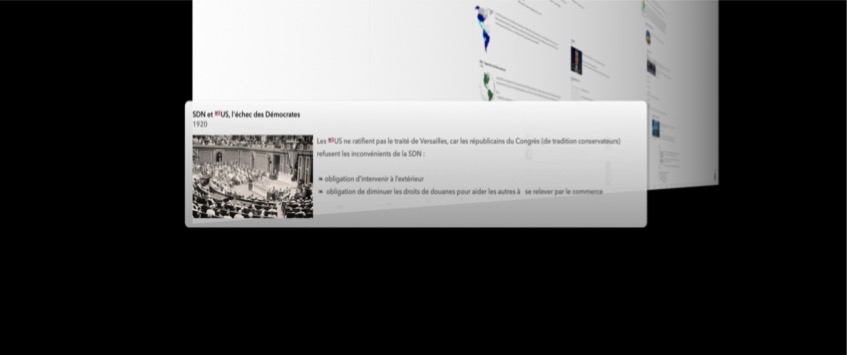 SDN et 🇺🇸US, l'échec des Démocrates
1920
Les 🇺🇸US ne ratifient pas le traité de Versailles, car les républicains du Congrès (de tradition conservateurs)
refusent les inconvénients de la SDN :
❧ obligation d'intervenir à l'extérieur
❧ obligation de diminuer les droits de douanes pour aider les autres à se relever par le commerce